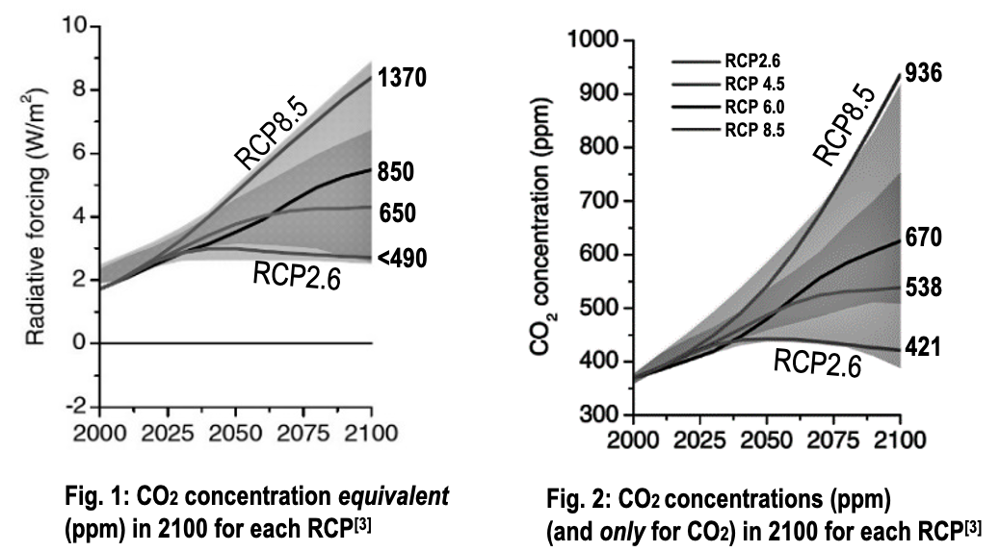 10
8
6
4
2
0
-2
Radiative forcing (W/m²)
2000 2025 2050 2075 2100
RCP8.5
RCP2.6
1370
850
650
<490
Fig. 1: CO₂ concentration equivalent
(ppm) in 2100 for each RCP[3]
1000
900
800
700
600
500
400
300
CO₂ concentration (ppm)
2000 2025 2050 2075 2100
RCP2.6
RCP 4.5
RCP 6.0
RCP 8.5
RCP8.5
RCP2.6
936
670
538
421
Fig. 2: CO₂ concentrations (ppm)
(and only for CO₂) in 2100 for each RCP[3]